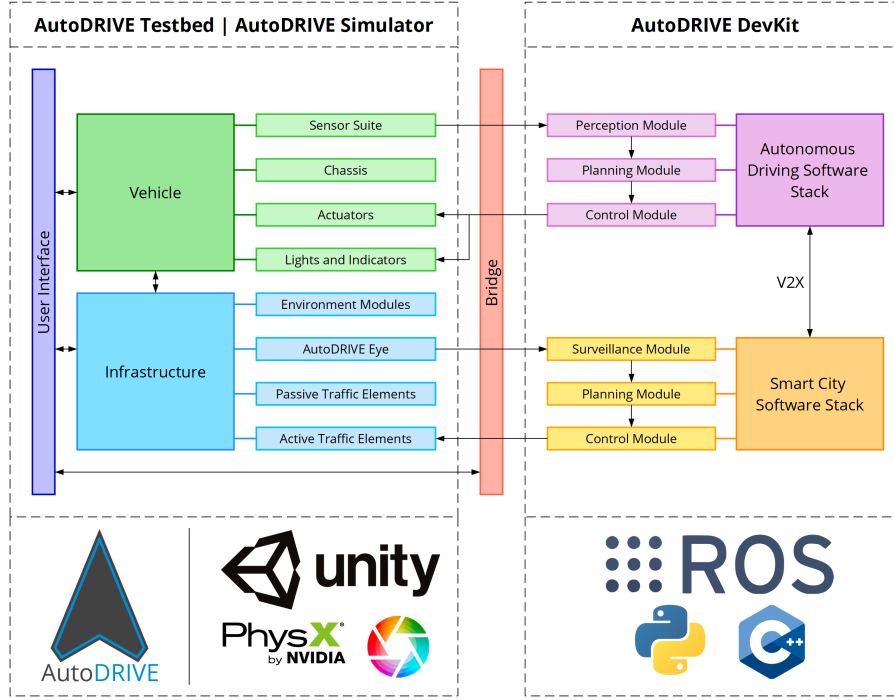 AutoDRIVE Testbed | AutoDRIVE Simulator
AutoDRIVE DevKit
User Interface
Vehicle
Sensor Suite
Chassis
Actuators
Lights and Indicators
Infrastructure
Environment Modules
AutoDRIVE Eye
Passive Traffic Elements
Active Traffic Elements
Bridge
Perception Module
Planning Module
Control Module
Autonomous
Driving Software
Stack
V2X
Surveillance Module
Planning Module
Control Module
Smart City
Software Stack
AutoDRIVE
unity
PhysX®
by NVIDIA
ROS
C++